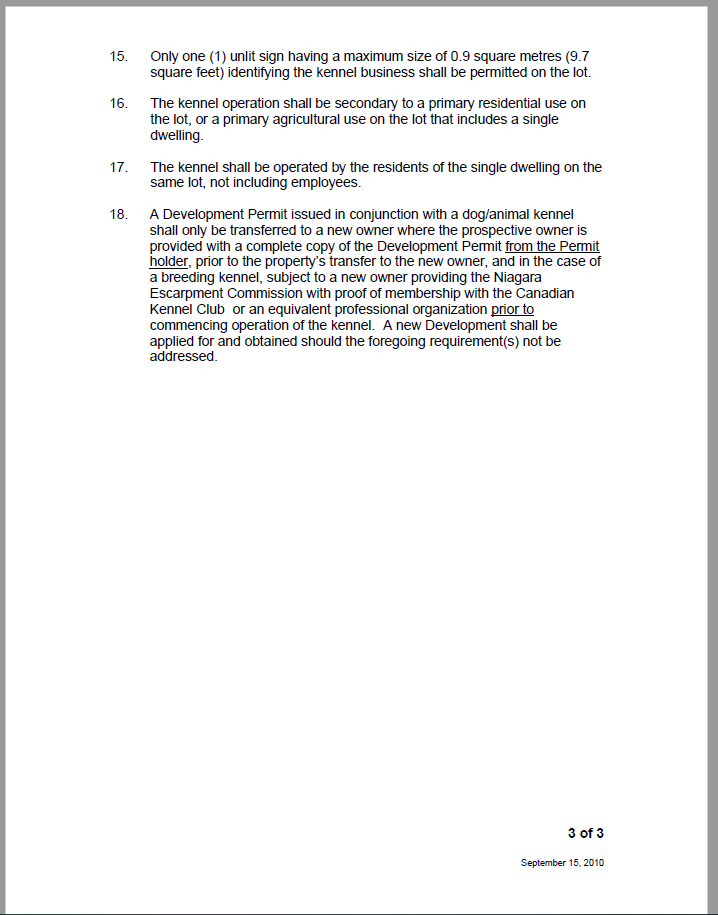 15. Only one (1) unlit sign having a maximum size of 0.9 square metres (9.7
square feet) identifying the kennel business shall be permitted on the lot.
16. The kennel operation shall be secondary to a primary residential use on
the lot, or a primary agricultural use on the lot that includes a single
dwelling.
17. The kennel shall be operated by the residents of the single dwelling on the
same lot, not including employees.
18. A Development Permit issued in conjunction with a dog/animal kennel
shall only be transferred to a new owner where the prospective owner is
provided with a complete copy of the Development Permit from the Permit
holder, prior to the property's transfer to the new owner, and in the case of
a breeding kennel, subject to a new owner providing the Niagara
Escarpment Commission with proof of membership with the Canadian
Kennel Club  or an equivalent professional organization prior to
commencing operation of the kennel.  A new Development shall be
applied for and obtained should the foregoing requirement(s) not be
addressed.
3 of 3
September 15, 2010